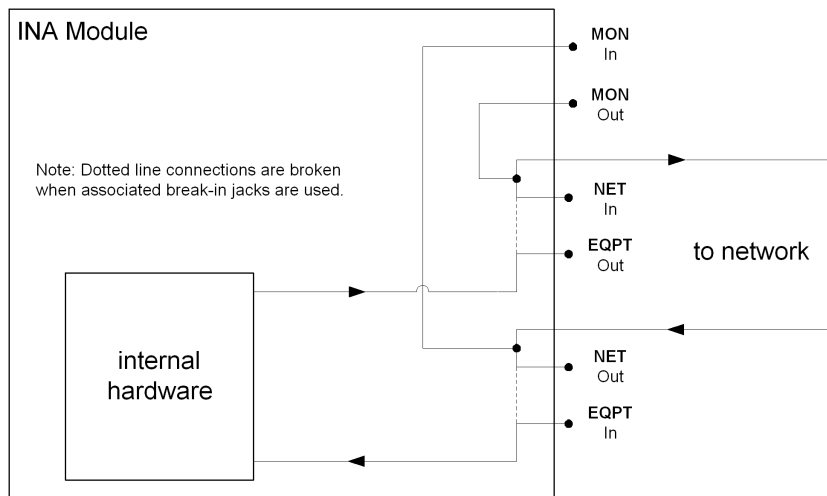 INA Module
MON
In
MON
Out
Note: Dotted line connections are broken
when associated break-in jacks are used.
NET
In
EQPT
Out
to network
internal
hardware
NET
Out
EQPT
In